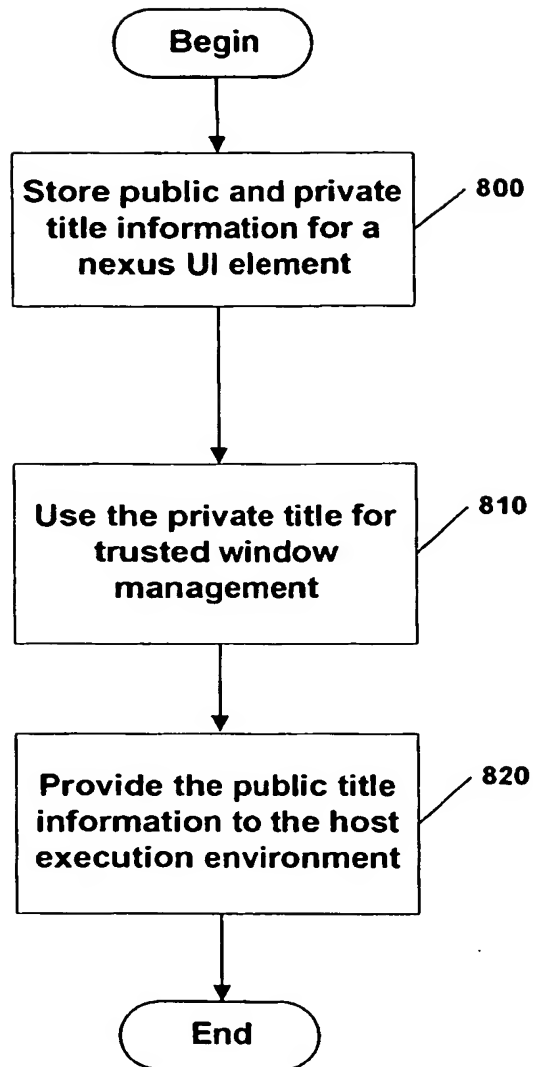 Begin
Store public and private
title information for a
nexus UI element
800
Use the private title for
trusted window
management
810
Provide the public title
information to the host
execution environment
820
End